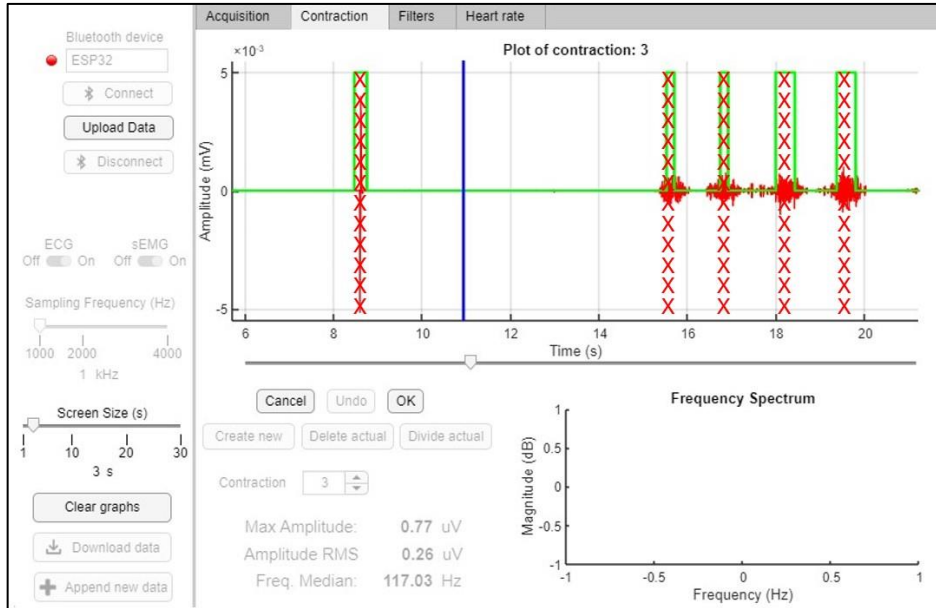 Acquisition Contraction Filters Heart rate
Bluetooth device
ESP32
Connect
Upload Data
Disconnect
ECG sEMG
Off On Off On
Sampling Frequency (Hz)
1000 2000 4000
1 kHz
Screen Size (s)
1 10 20 30
3 s
Clear graphs
Download data
Append new data
Plot of contraction: 3
×10⁻³
5
0
-5
Amplitude (mV)
6 8 10 12 14 16 18 20
Time (s)
Cancel Undo OK
Create new Delete actual Divide actual
Contraction 3
Max Amplitude: 0.77 uV
Amplitude RMS 0.26 uV
Freq. Median: 117.03 Hz
Frequency Spectrum
1
0.5
0
-0.5
-1
Magnitude (dB)
-1 -0.5 0 0.5 1
Frequency (Hz)